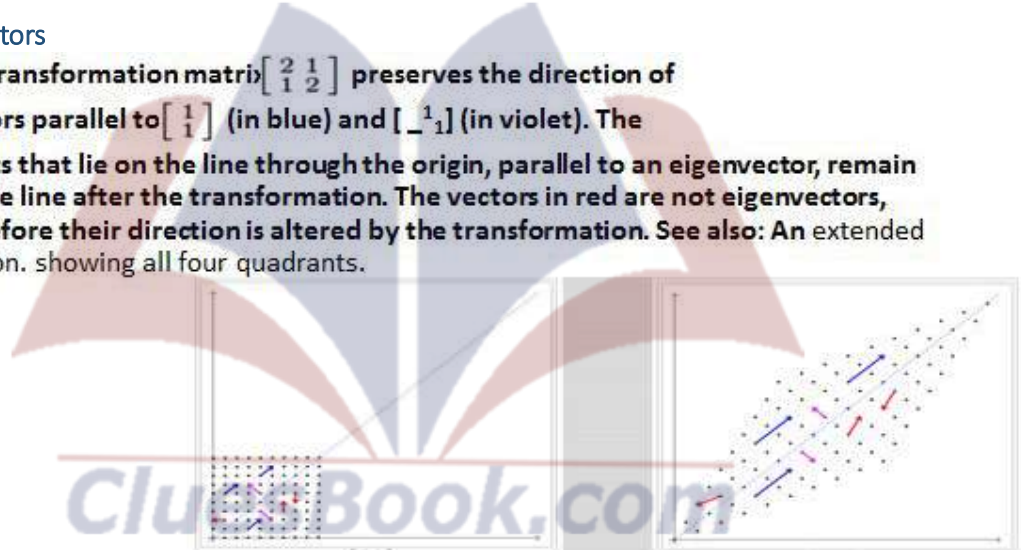 tors
ransformation matrix[ 2 1 1 2 ] preserves the direction of
rs parallel to[ 1 1 ] (in blue) and [ _¹₁] (in violet). The
s that lie on the line through the origin, parallel to an eigenvector, remain
e line after the transformation. The vectors in red are not eigenvectors,
fore their direction is altered by the transformation. See also: An extended
on. showing all four quadrants.
CluesBook.com